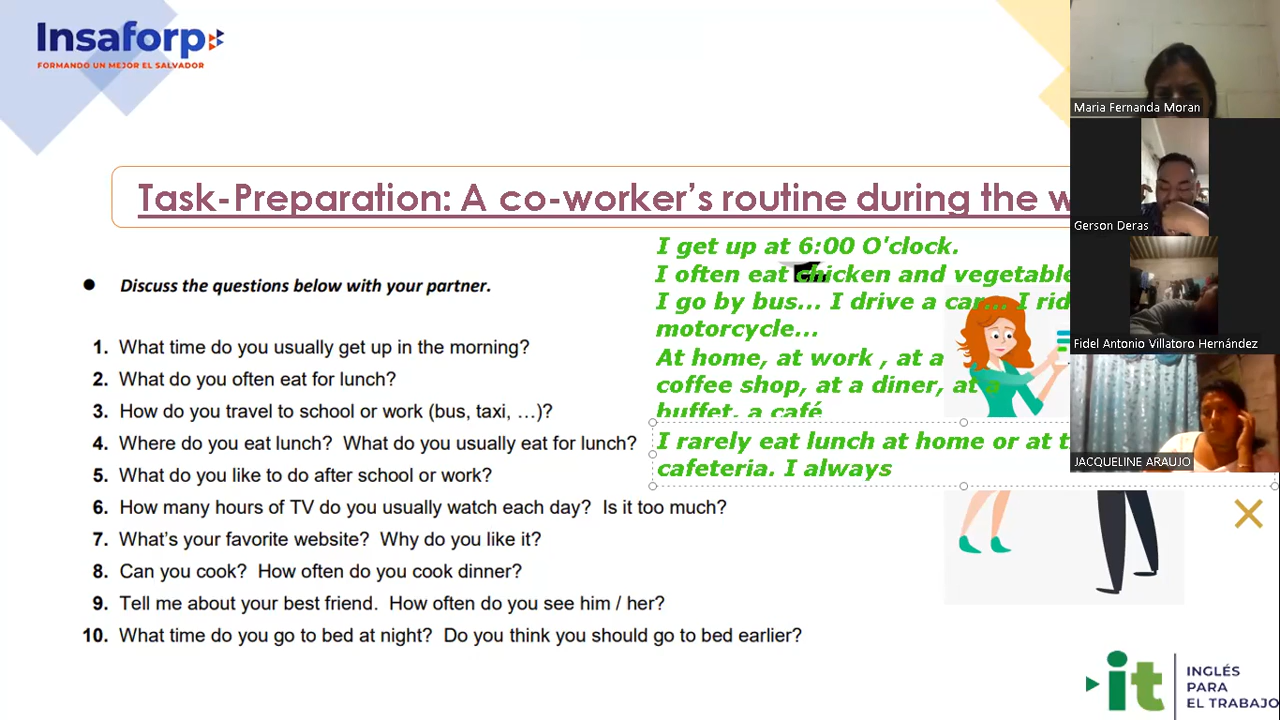 Insaforp
FORMANDO UN MEJOR EL SALVADOR
Task-Preparation: A co-worker's routine during the w
Discuss the questions below with your partner.
1. What time do you usually get up in the morning?
2. What do you often eat for lunch?
3. How do you travel to school or work (bus, taxi, …)?
4. Where do you eat lunch? What do you usually eat for lunch?
5. What do you like to do after school or work?
6. How many hours of TV do you usually watch each day? Is it too much?
7. What's your favorite website? Why do you like it?
8. Can you cook? How often do you cook dinner?
9. Tell me about your best friend. How often do you see him / her?
10. What time do you go to bed at night? Do you think you should go to bed earlier?
I get up at 6:00 O'clock.
I often eat chicken and vegetable
I go by bus... I drive a car... I rid
motorcycle...
At home, at work , at a
coffee shop, at a diner, at a
buffet, a café
I rarely eat lunch at home or at t
cafeteria. I always
Maria Fernanda Moran
Gerson Deras
Fidel Antonio Villatoro Hernández
JACQUELINE ARAUJO
it
INGLÉS
PARA
EL TRABAJO